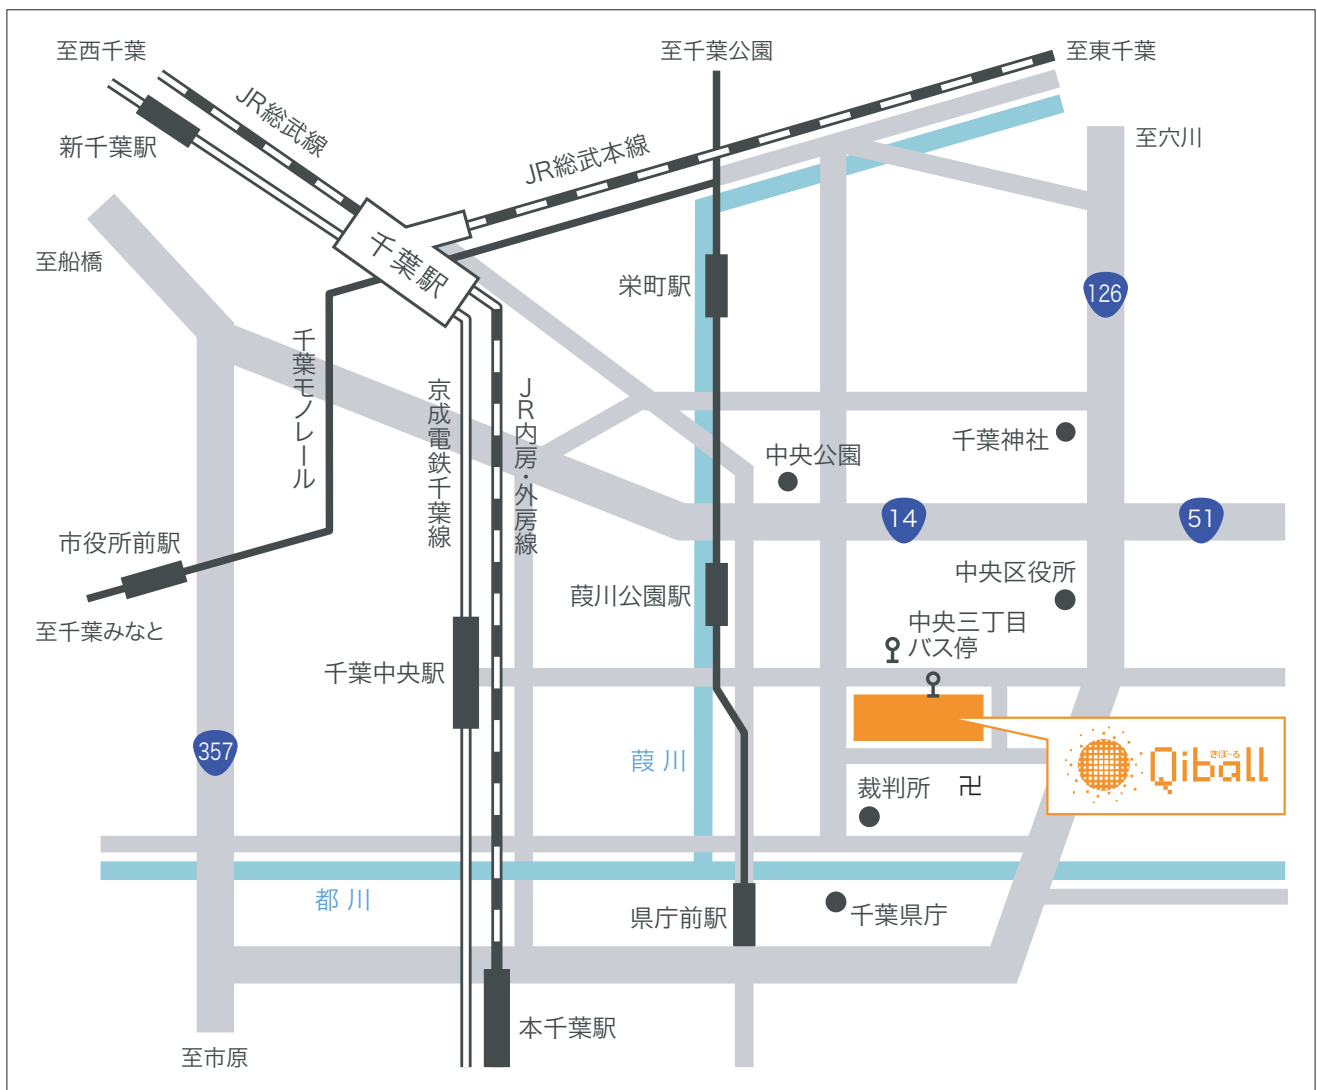 至西千葉
至千葉公園
至東千葉
JR総武線
新千葉駅
JR総武本線
至穴川
千葉駅
至船橋
栄町駅
126
千葉モノレール
京成電鉄千葉線
JR内房・外房線
千葉神社
中央公園
14
51
市役所前駅
葭川公園駅
中央区役所
至千葉みなと
中央三丁目
バス停
千葉中央駅
357
葭川
きぼーる
Qiball
裁判所
卍
都川
県庁前駅
千葉県庁
本千葉駅
至市原